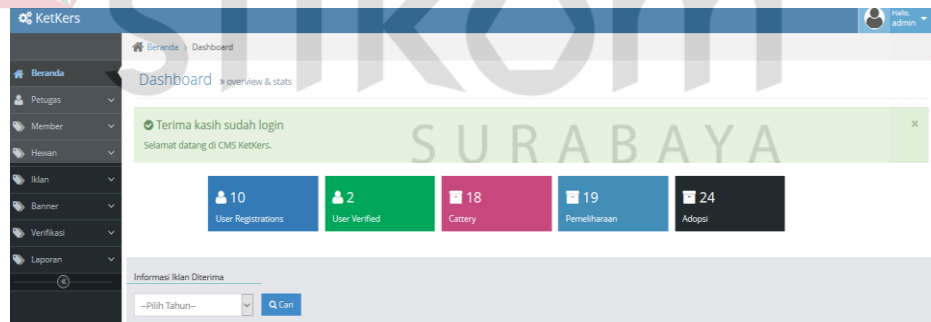 KetKers
Hallo,
admin
Beranda > Dashboard
Beranda
Dashboard » overview & stats
Petugas
Member
Hewan
Iklan
Banner
Verifikasi
Laporan
Terima kasih sudah login
Selamat datang di CMS KetKers.
×
SURABAYA
10
User Registrations
2
User Verified
18
Cattery
19
Pemeliharaan
24
Adopsi
Informasi Iklan Diterima
--Pilih Tahun--
Cari